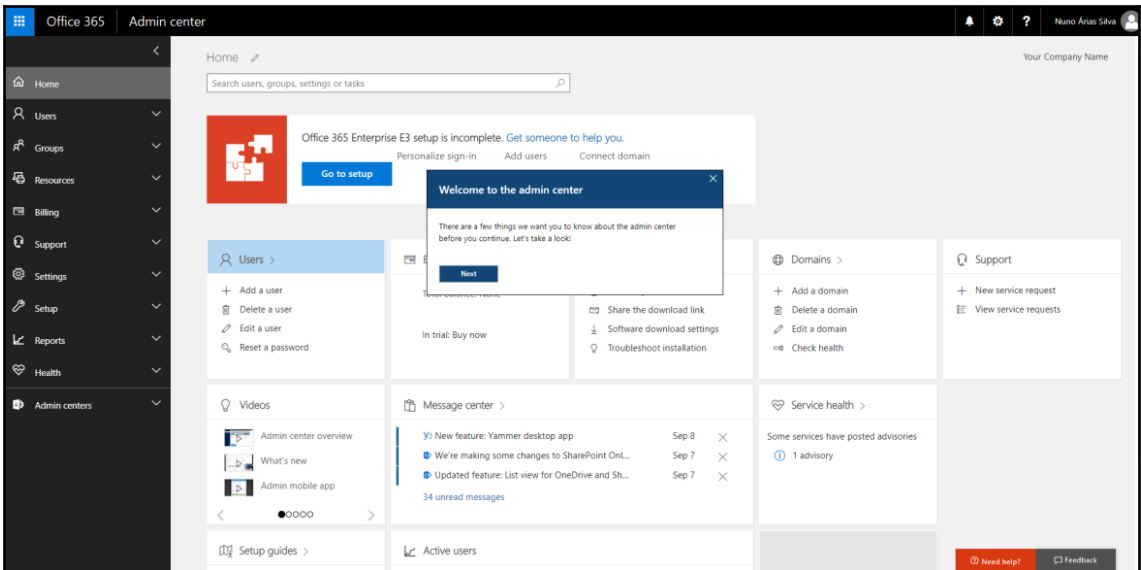 Office 365
Admin center
?
Nuno Árias Silva
Home
Your Company Name
Search users, groups, settings or tasks
Home
Users
Groups
Resources
Billing
Support
Settings
Setup
Reports
Health
Admin centers
Office 365 Enterprise E3 setup is incomplete. Get someone to help you.
Personalize sign-in Add users Connect domain
Go to setup
Welcome to the admin center
There are a few things we want you to know about the admin center
before you continue. Let's take a look!
Next
Users >
Add a user
Delete a user
Edit a user
Reset a password
In trial: Buy now
Share the download link
Software download settings
Troubleshoot installation
Domains >
Add a domain
Delete a domain
Edit a domain
Check health
Support
New service request
View service requests
Videos
Admin center overview
What's new
Admin mobile app
Message center >
New feature: Yammer desktop app Sep 8
We're making some changes to SharePoint Onl... Sep 7
Updated feature: List view for OneDrive and Sh... Sep 7
34 unread messages
Service health >
Some services have posted advisories
1 advisory
Setup guides >
Active users
Need help?
Feedback